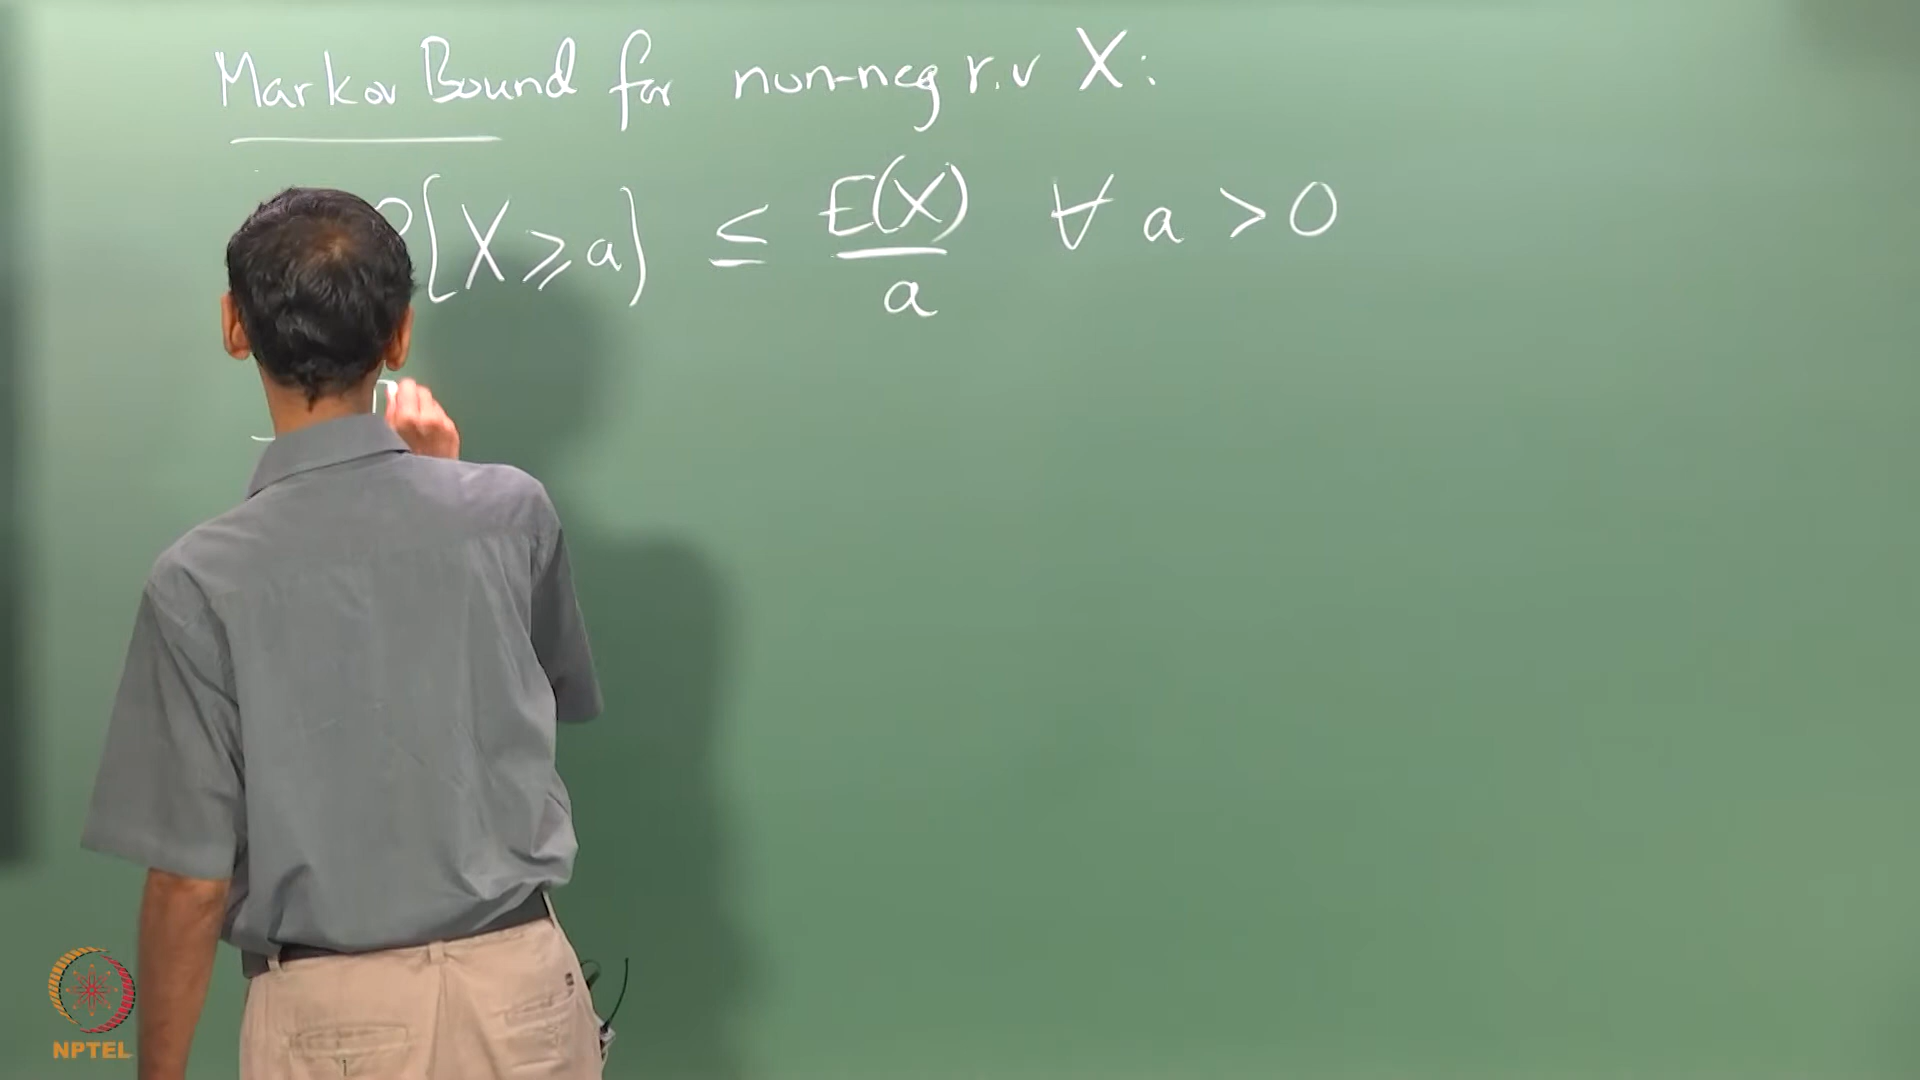 Markov Bound for non-neg r.v X:
P{X ⩾ a} ≤ E(X)/a ∀ a > 0
NPTEL